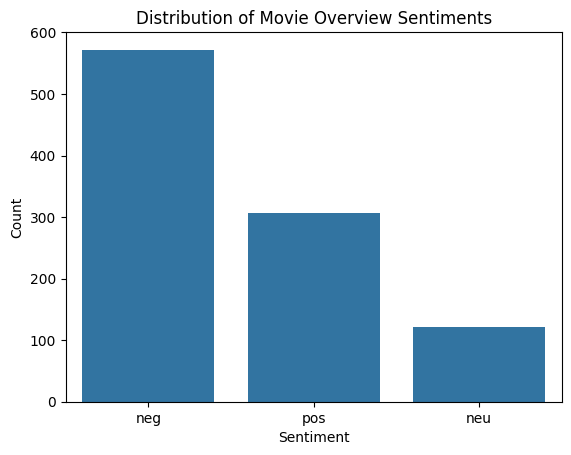 Distribution of Movie Overview Sentiments
600
500
400
300
200
100
0
Count
neg pos neu
Sentiment